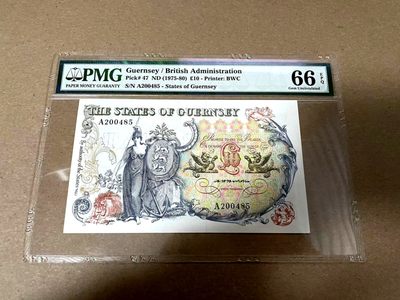 PMG
PAPER MONEY GUARANTY
Guernsey / British Administration
Pick# 47 ND (1975-80) £10 - Printer: BWC
S/N A200485 - States of Guernsey
66 EPQ
Gem Uncirculated
THE STATES OF GUERNSEY
A200485
A200485